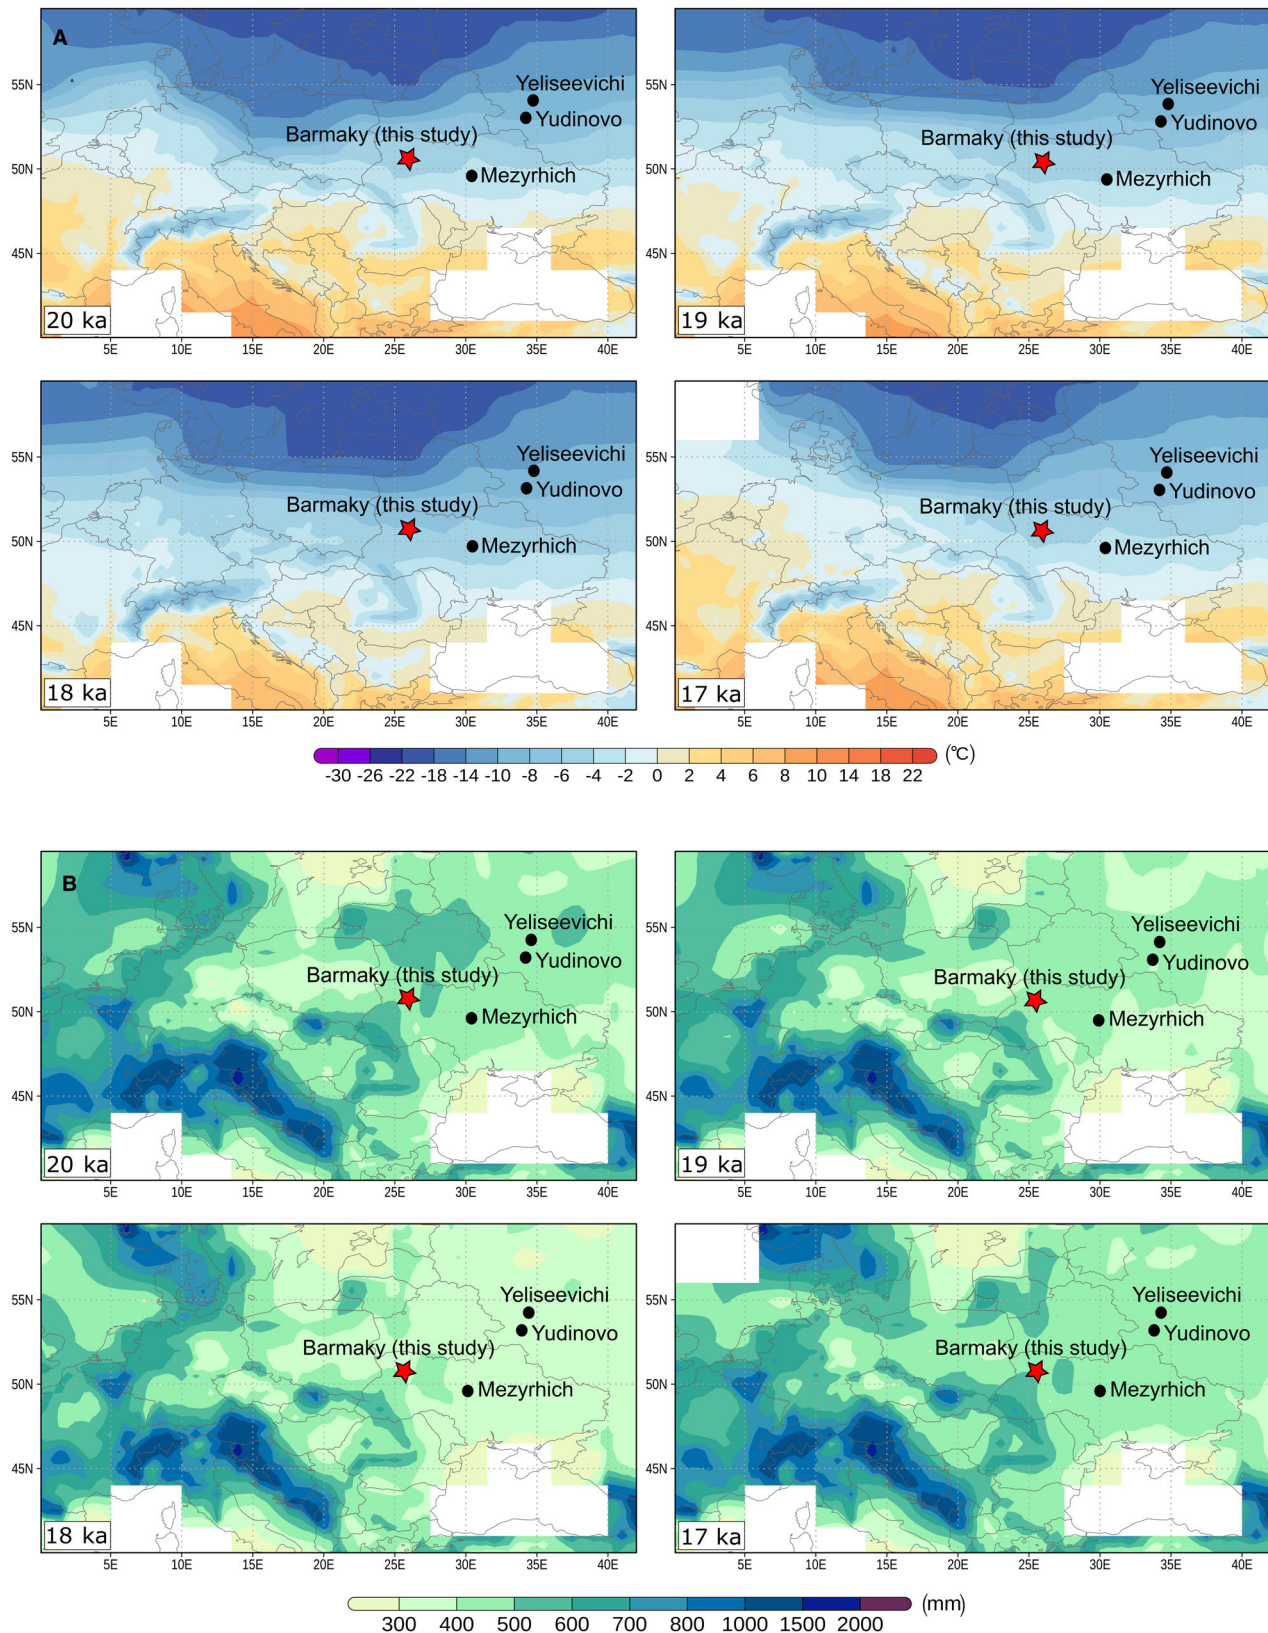 A
Yeliseevichi
Yudinovo
Barmaky (this study)
Mezyrhich
55N
50N
45N
20 ka
5E 10E 15E 20E 25E 30E 35E 40E
Yeliseevichi
Yudinovo
Barmaky (this study)
Mezyrhich
55N
50N
45N
19 ka
5E 10E 15E 20E 25E 30E 35E 40E
Yeliseevichi
Yudinovo
Barmaky (this study)
Mezyrhich
55N
50N
45N
18 ka
5E 10E 15E 20E 25E 30E 35E 40E
Yeliseevichi
Yudinovo
Barmaky (this study)
Mezyrhich
55N
50N
45N
17 ka
5E 10E 15E 20E 25E 30E 35E 40E
(°C)
-30 -26 -22 -18 -14 -10 -8 -6 -4 -2 0 2 4 6 8 10 14 18 22
B
Yeliseevichi
Yudinovo
Barmaky (this study)
Mezyrhich
55N
50N
45N
20 ka
5E 10E 15E 20E 25E 30E 35E 40E
Yeliseevichi
Yudinovo
Barmaky (this study)
Mezyrhich
55N
50N
45N
19 ka
5E 10E 15E 20E 25E 30E 35E 40E
Yeliseevichi
Yudinovo
Barmaky (this study)
Mezyrhich
55N
50N
45N
18 ka
5E 10E 15E 20E 25E 30E 35E 40E
Yeliseevichi
Yudinovo
Barmaky (this study)
Mezyrhich
55N
50N
45N
17 ka
5E 10E 15E 20E 25E 30E 35E 40E
(mm)
300 400 500 600 700 800 1000 1500 2000